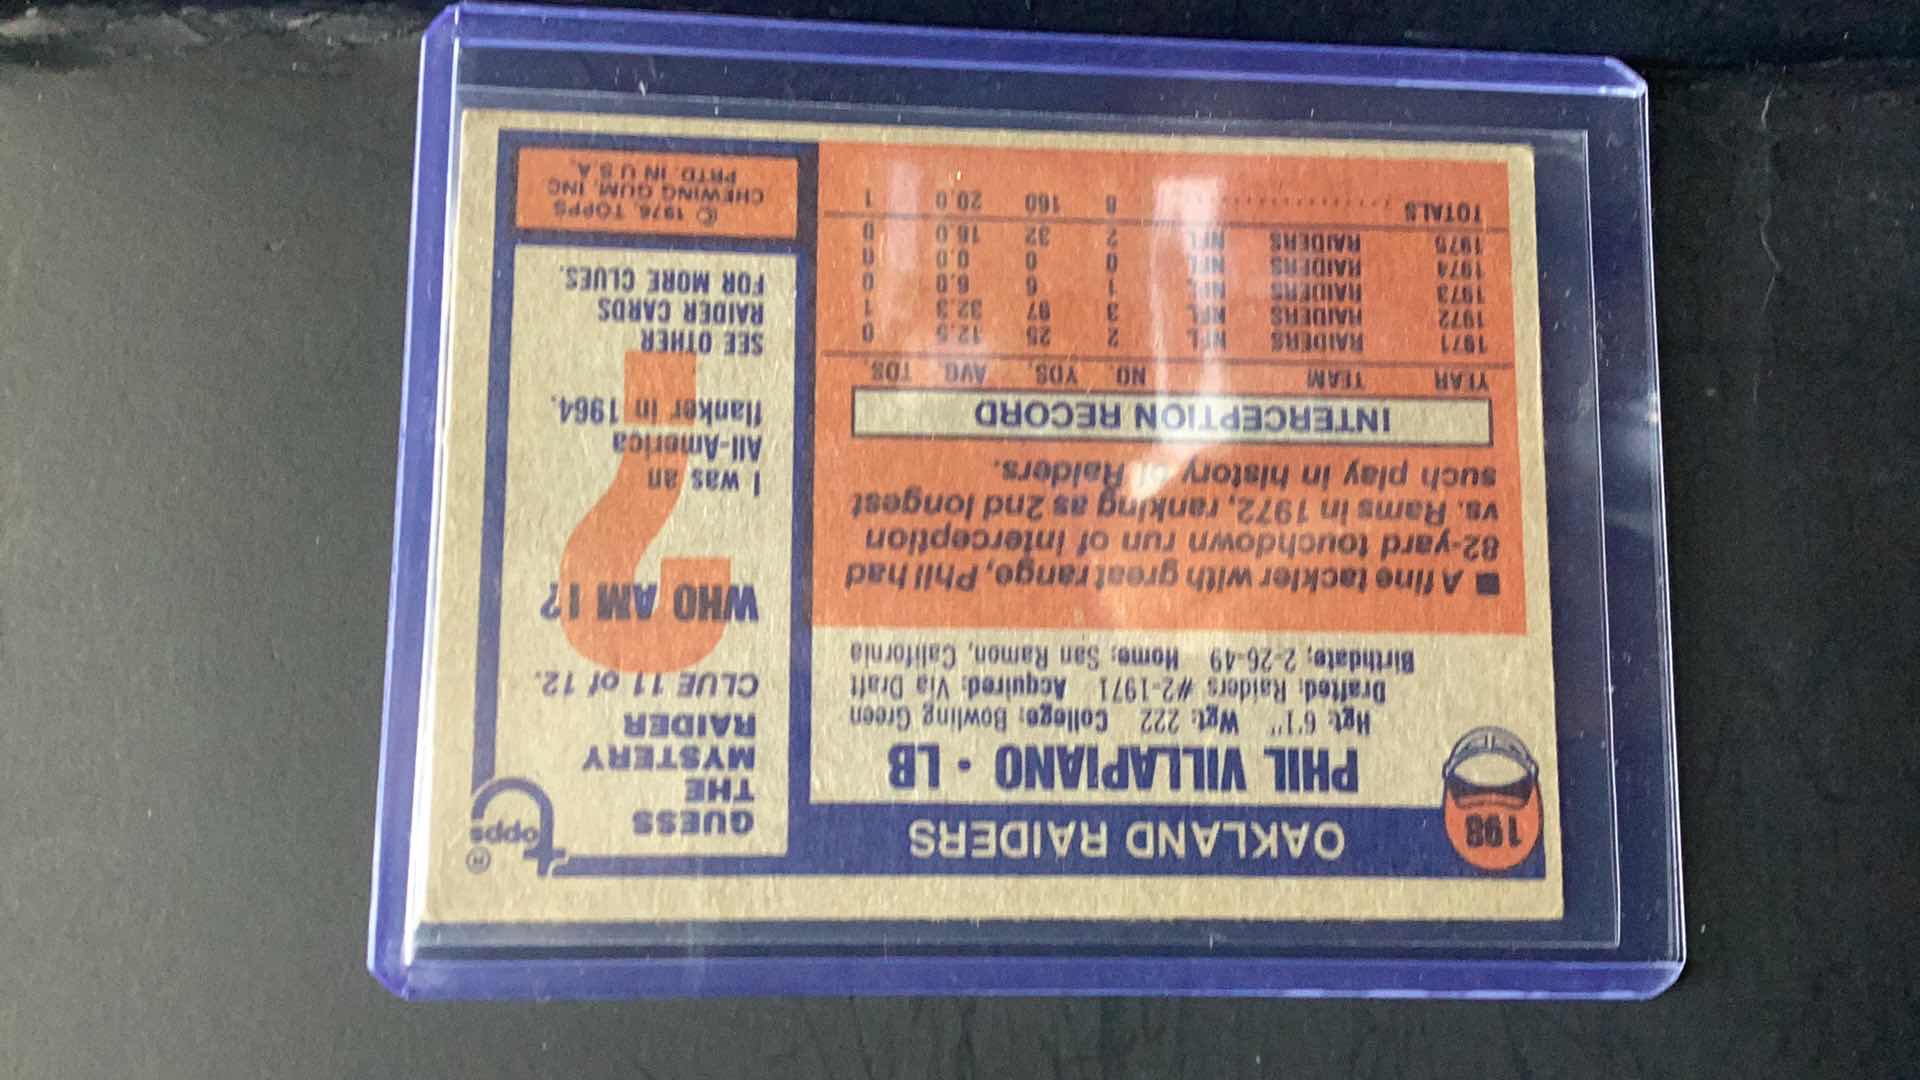 198
OAKLAND RAIDERS
PHIL VILLAPIANO • LB
Hgt: 6'1" Wgt: 222 College: Bowling Green
Drafted: Raiders #2-1971 Acquired: Via Draft
Birthdate: 2-26-49 Home: San Ramon, California
■ A fine tackler with great range, Phil had
82-yard touchdown run of interception
vs. Rams in 1972, ranking as 2nd longest
such play in history of Raiders.
INTERCEPTION RECORD
YEAR TEAM NO. YDS. AVG. TDS.
1971 RAIDERS NFL 2 25 12.5 0
1972 RAIDERS NFL 3 97 32.3 1
1973 RAIDERS NFL 1 6 6.0 0
1974 RAIDERS NFL 0 0 0.0 0
1975 RAIDERS NFL 2 32 16.0 0
TOTALS 8 160 20.0 1
topps
®
GUESS
THE
MYSTERY
RAIDER
CLUE 11 of 12.
WHO AM I?
?
I was an
All-America
flanker in 1964.
SEE OTHER
RAIDER CARDS
FOR MORE CLUES.
© 1976, TOPPS
CHEWING GUM, INC
PRTD. IN U S A.